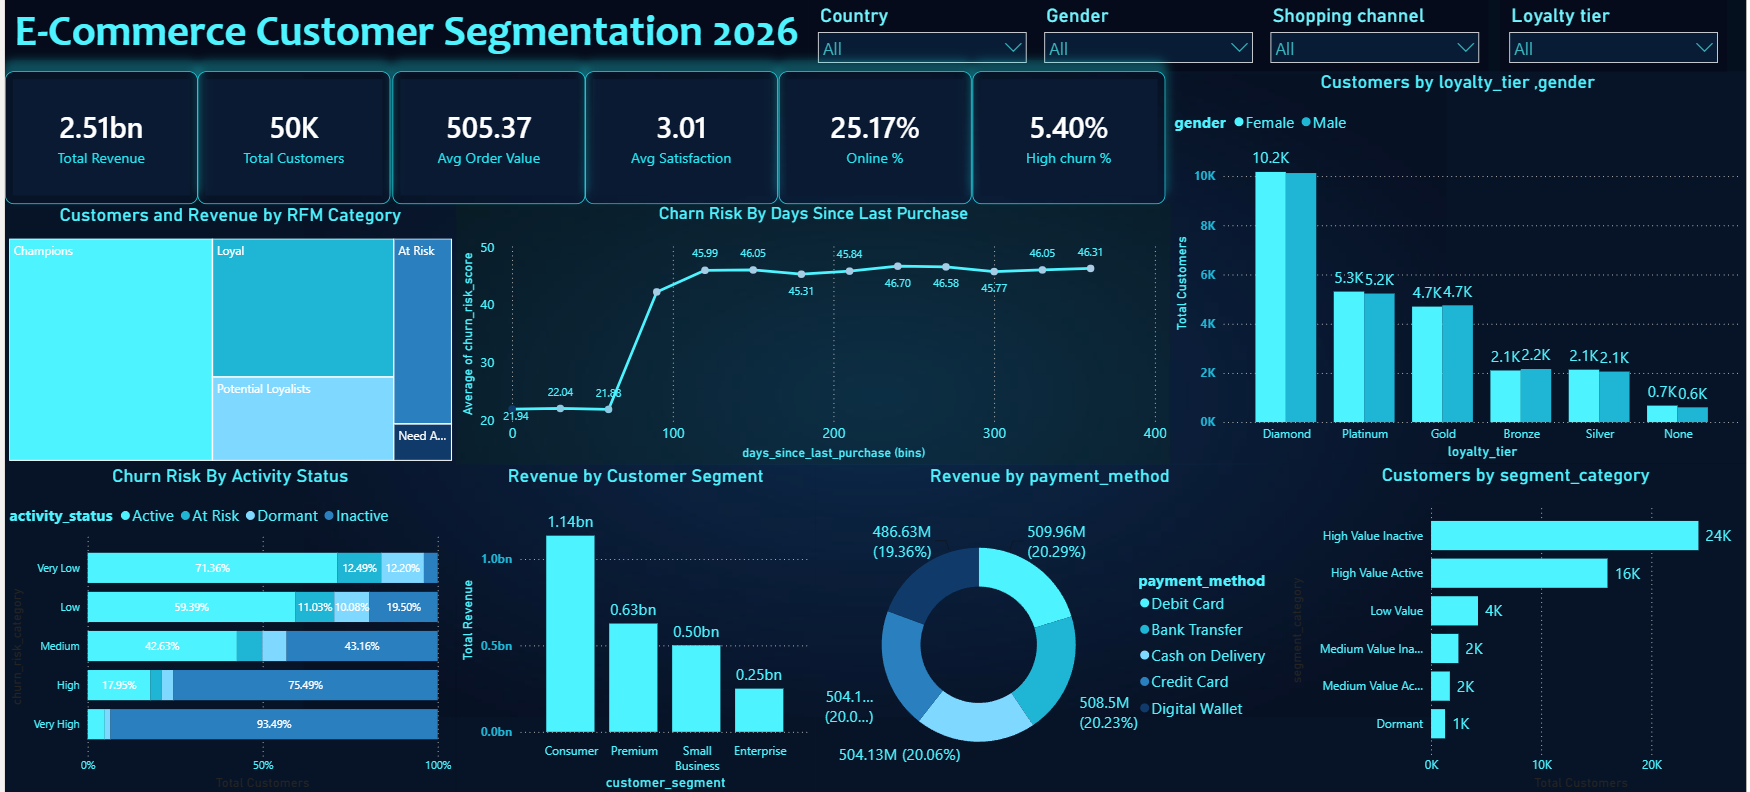 E-Commerce Customer Segmentation 2026
Country
All
Gender
All
Shopping channel
All
Loyalty tier
All
2.51bn
Total Revenue
50K
Total Customers
505.37
Avg Order Value
3.01
Avg Satisfaction
25.17%
Online %
5.40%
High churn %
Customers by loyalty_tier ,gender
gender Female Male
10.2K
5.3K 5.2K
4.7K 4.7K
2.1K 2.2K
2.1K 2.1K
0.7K 0.6K
10K
8K
6K
4K
2K
0K
Total Customers
Diamond Platinum Gold Bronze Silver None
loyalty_tier
Customers and Revenue by RFM Category
Champions
Loyal
At Risk
Potential Loyalists
Need A...
Charn Risk By Days Since Last Purchase
Average of churn_risk_score
50
40
30
20
21.94 22.04 21.88 45.99 46.05 45.31 45.84 46.70 46.58 45.77 46.05 46.31
0 100 200 300 400
days_since_last_purchase (bins)
Churn Risk By Activity Status
activity_status Active At Risk Dormant Inactive
churn_risk_category
Very Low 71.36% 12.49% 12.20%
Low 59.39% 11.03% 10.08% 19.50%
Medium 42.63% 43.16%
High 17.95% 75.49%
Very High 93.49%
0% 50% 100%
Total Customers
Revenue by Customer Segment
Total Revenue
1.0bn
0.5bn
0.0bn
1.14bn
0.63bn
0.50bn
0.25bn
Consumer Premium Small Business Enterprise
customer_segment
Revenue by payment_method
509.96M
(20.29%)
508.5M
(20.23%)
504.13M (20.06%)
504.1...
(20.0...)
486.63M
(19.36%)
payment_method
Debit Card
Bank Transfer
Cash on Delivery
Credit Card
Digital Wallet
Customers by segment_category
segment_category
High Value Inactive 24K
High Value Active 16K
Low Value 4K
Medium Value Ina... 2K
Medium Value Ac... 2K
Dormant 1K
0K 10K 20K
Total Customers